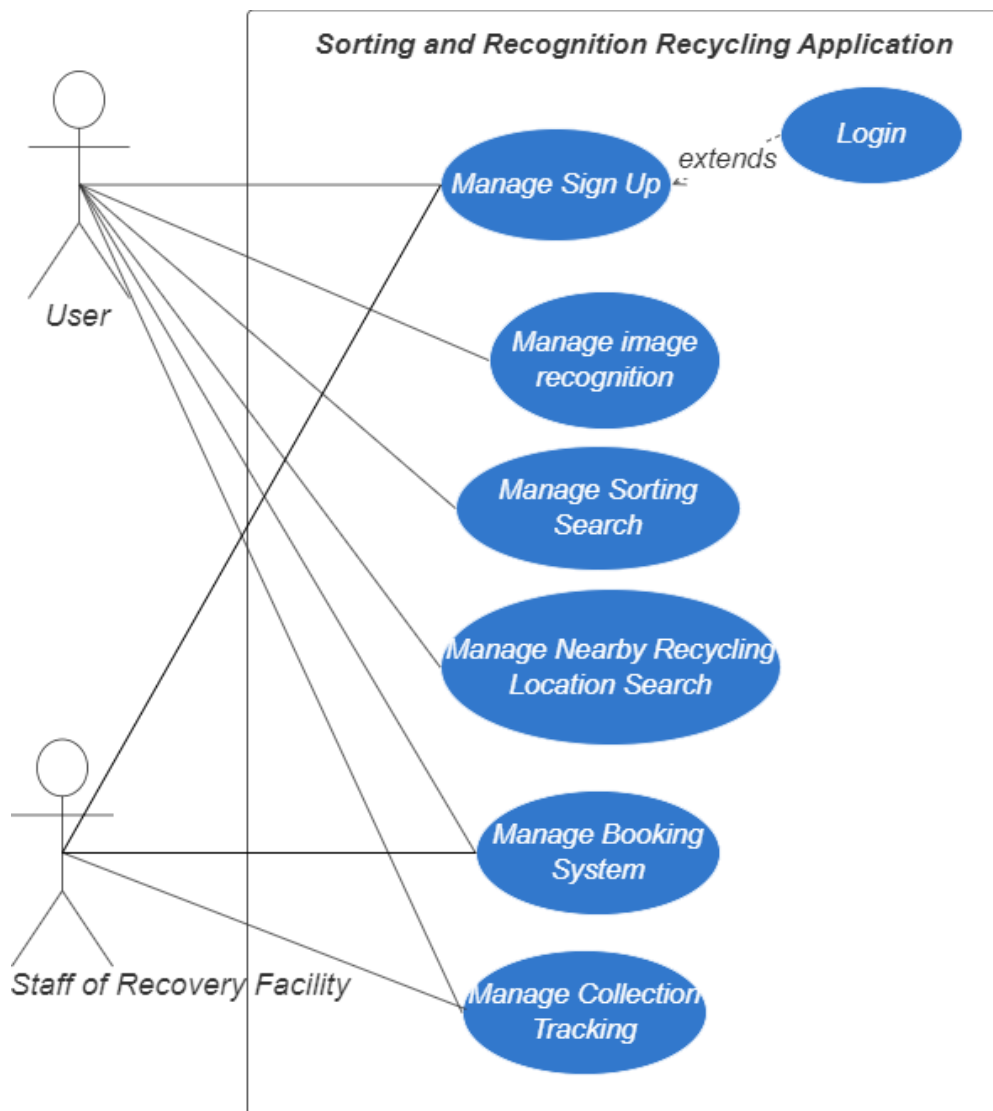 Sorting and Recognition Recycling Application
Login
extends
Manage Sign Up
User
Manage image
recognition
Manage Sorting
Search
Manage Nearby Recycling
Location Search
Manage Booking
System
Staff of Recovery Facility
Manage Collection
Tracking